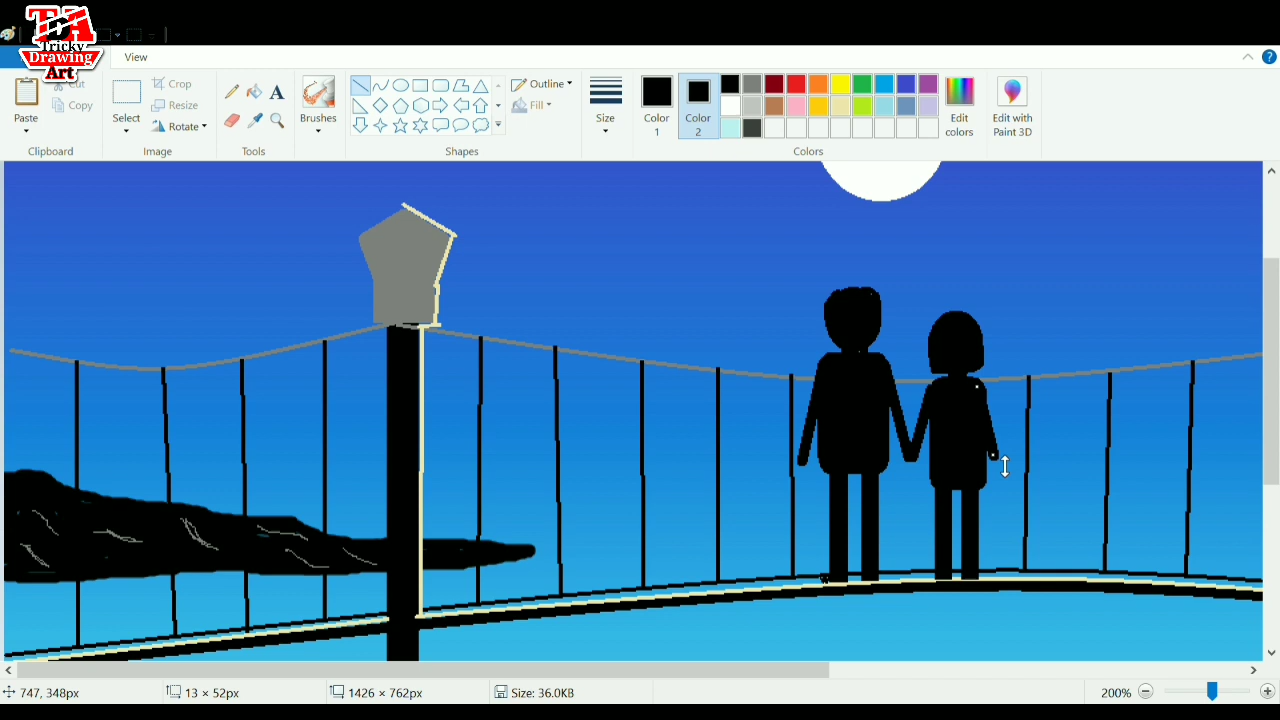 TA
Tricky
Drawing
Art
View
Cut
Copy
Paste
Clipboard
Crop
Resize
Rotate
Select
Image
A
Tools
Brushes
Outline
Fill
Shapes
Size
Color
1
Color
2
Edit
colors
Edit with
Paint 3D
Colors
?
747, 348px
13 × 52px
1426 × 762px
Size: 36.0KB
200%